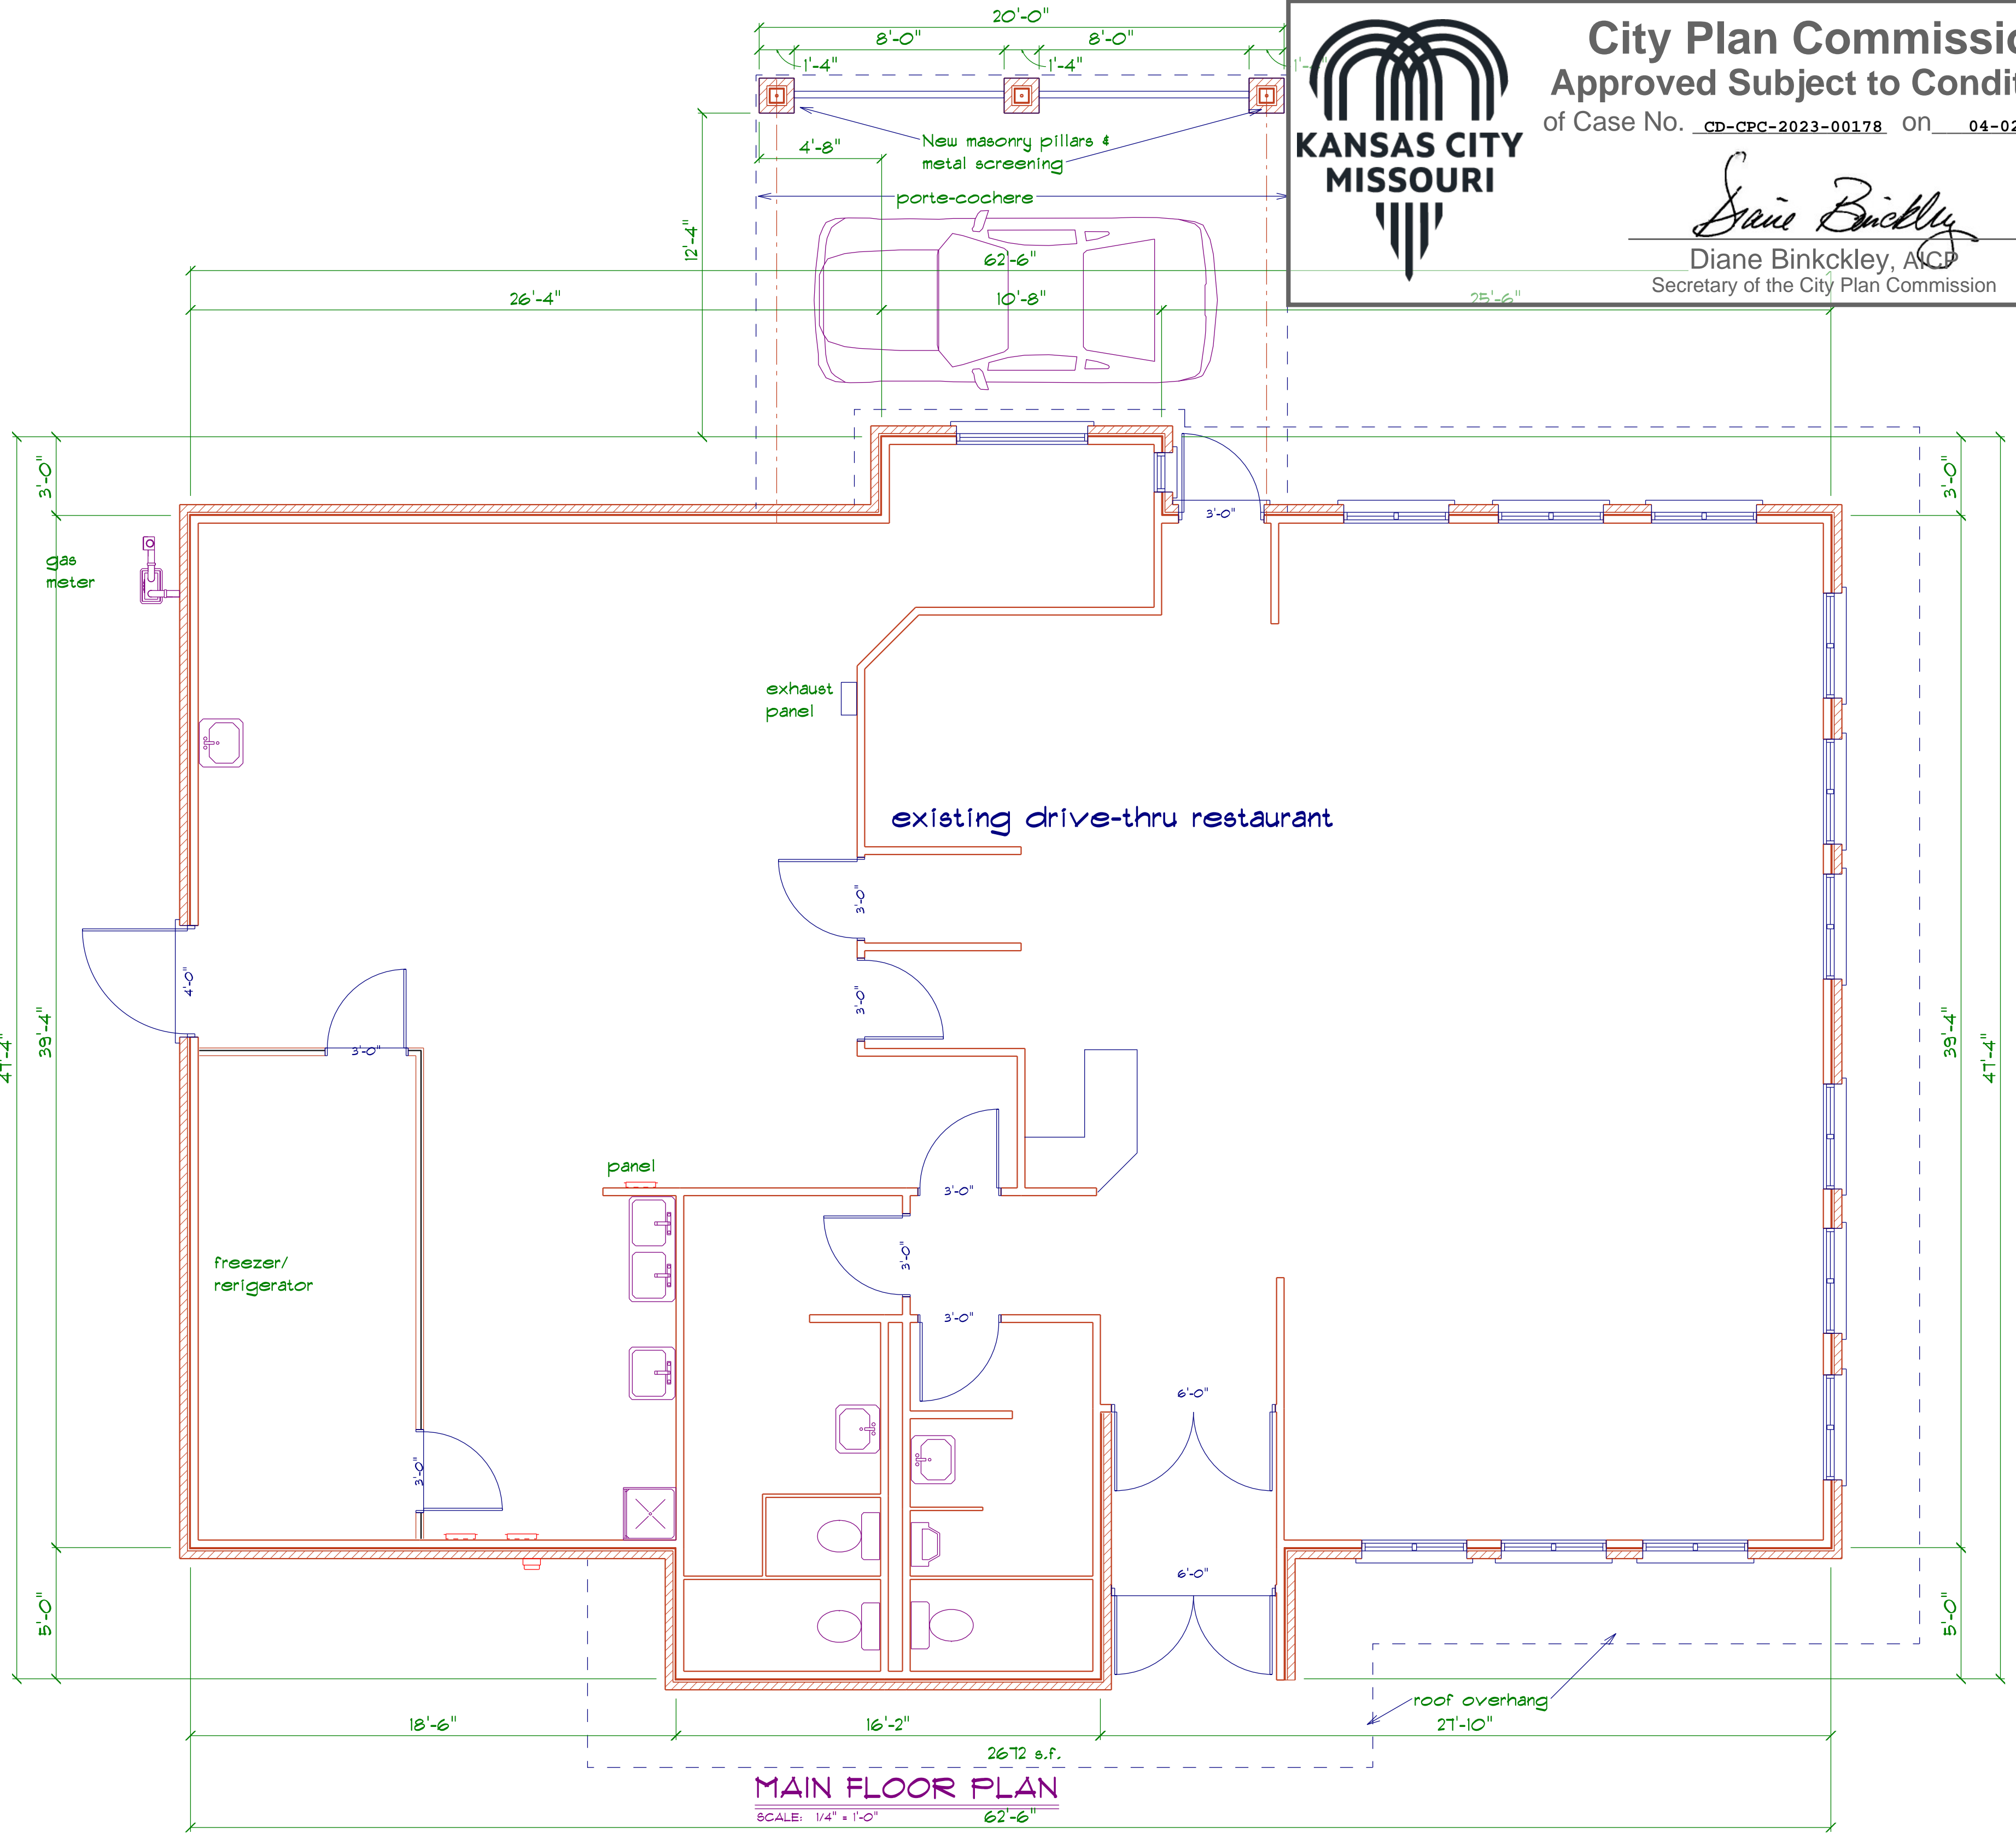 20'-0"
8'-0" 8'-0"
1'-4" 1'-4" 1'-4"
City Plan Commissio
Approved Subject to Condit
of Case No. CD-CPC-2023-00178 on 04-02
KANSAS CITY
MISSOURI
Diane Binkckley, AICP
Secretary of the City Plan Commission
New masonry pillars &
metal screening
4'-8"
porte-cochere
12'-4"
62'-6"
26'-4" 10'-8" 25'-6"
3'-0" 3'-0"
3'-0"
gas
meter
exhaust
panel
existing drive-thru restaurant
3'-0"
4'-0"
3'-0"
3'-0"
47'-4" 39'-4" 39'-4" 47'-4"
panel
3'-0"
3'-0"
freezer/
rerigerator
3'-0"
6'-0"
3'-0"
6'-0"
5'-0" 5'-0"
roof overhang
18'-6" 16'-2" 27'-10"
2672 s.f.
MAIN FLOOR PLAN
SCALE: 1/4" = 1'-0"
62'-6"